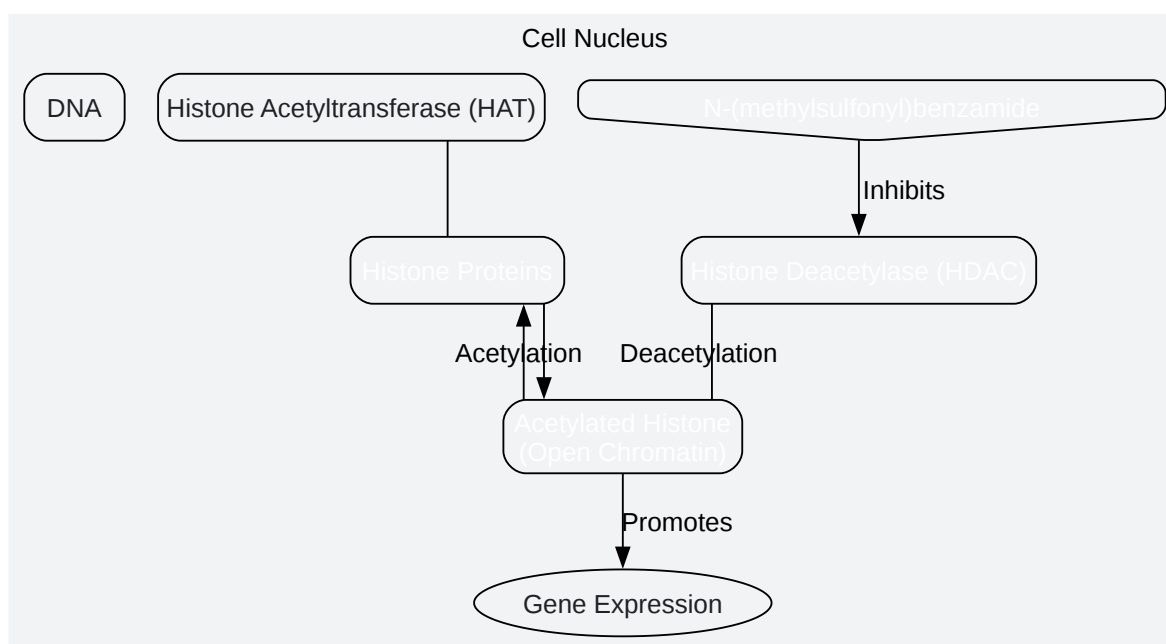 Cell Nucleus
DNA
Histone Acetyltransferase (HAT)
N-(methylsulfonyl)benzamide
Inhibits
Histone Proteins
Histone Deacetylase (HDAC)
Acetylation
Deacetylation
Acetylated Histone
(Open Chromatin)
Promotes
Gene Expression